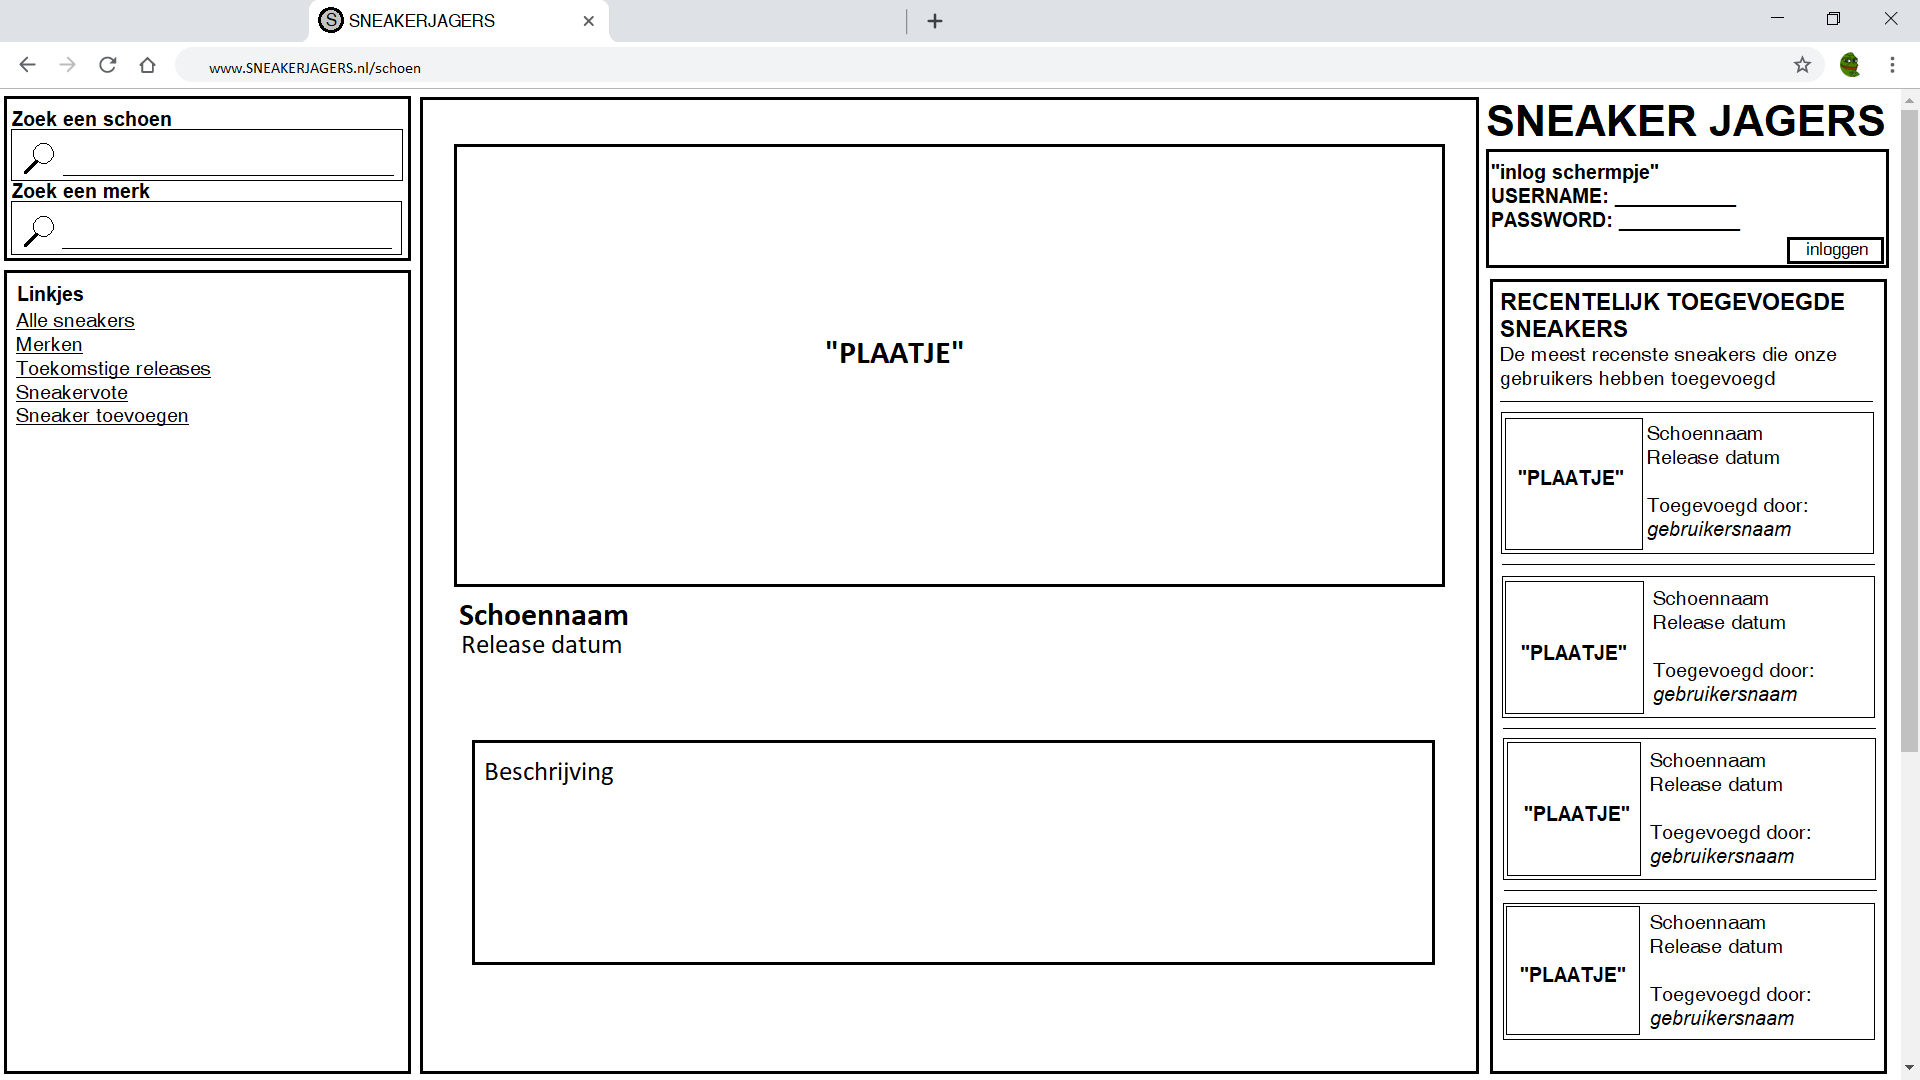 S SNEAKERJAGERS
www.SNEAKERJAGERS.nl/schoen
Zoek een schoen
Zoek een merk
Linkjes
Alle sneakers
Merken
Toekomstige releases
Sneakervote
Sneaker toevoegen
"PLAATJE"
Schoennaam
Release datum
Beschrijving
SNEAKER JAGERS
"inlog schermpje"
USERNAME: ___________
PASSWORD: ___________
inloggen
RECENTELIJK TOEGEVOEGDE
SNEAKERS
De meest recenste sneakers die onze
gebruikers hebben toegevoegd
"PLAATJE"
Schoennaam
Release datum
Toegevoegd door:
gebruikersnaam
"PLAATJE"
Schoennaam
Release datum
Toegevoegd door:
gebruikersnaam
"PLAATJE"
Schoennaam
Release datum
Toegevoegd door:
gebruikersnaam
"PLAATJE"
Schoennaam
Release datum
Toegevoegd door:
gebruikersnaam